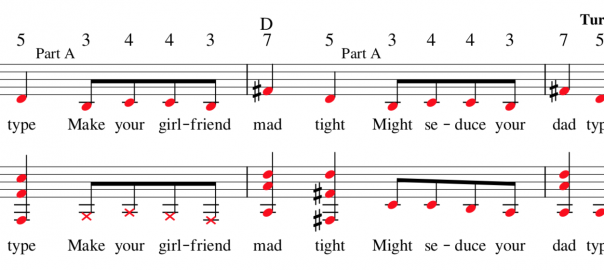 Tur
D
5 3 4 4 3 7 5 3 4 4 3 7 5
Part A Part A
type Make your girl-friend mad tight Might se-duce your dad typ
type Make your girl-friend mad tight Might se-duce your dad typ